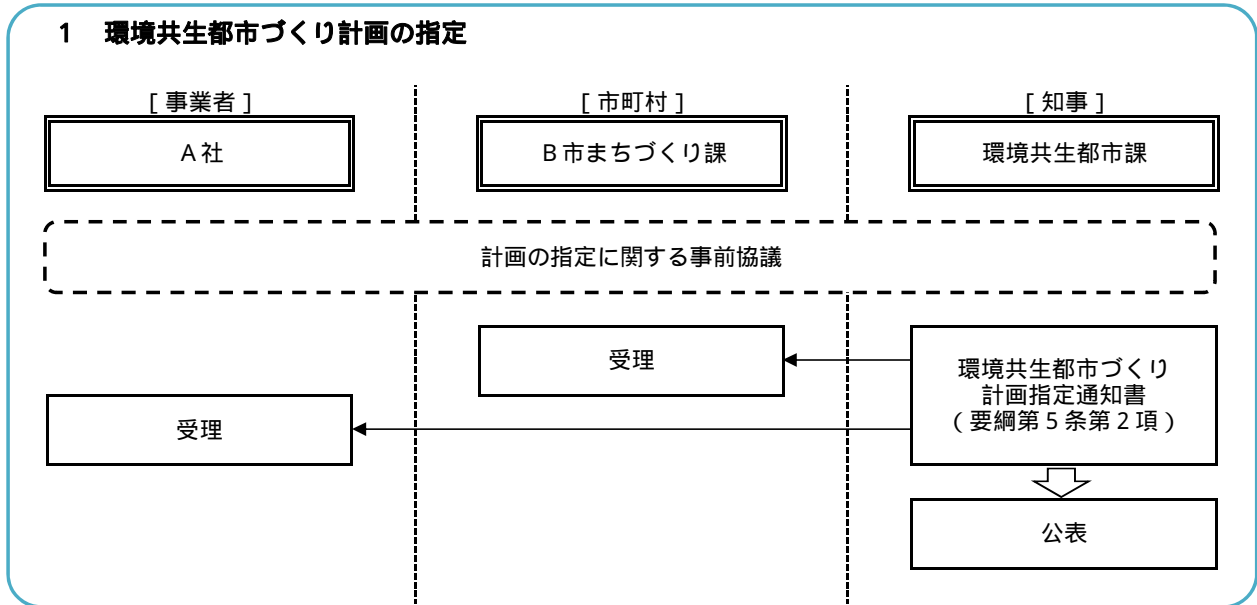 1 環境共生都市づくり計画の指定
[ 事業者 ]
[ 市町村 ]
[ 知事 ]
A社
B市まちづくり課
環境共生都市課
計画の指定に関する事前協議
受理
環境共生都市づくり
計画指定通知書
(要綱第5条第2項)
受理
公表